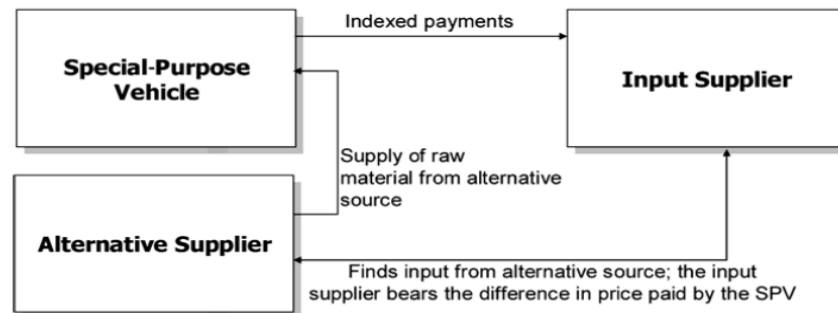 Indexed payments
Special-Purpose
Vehicle
Input Supplier
Supply of raw
material from alternative
source
Alternative Supplier
Finds input from alternative source; the input
supplier bears the difference in price paid by the SPV